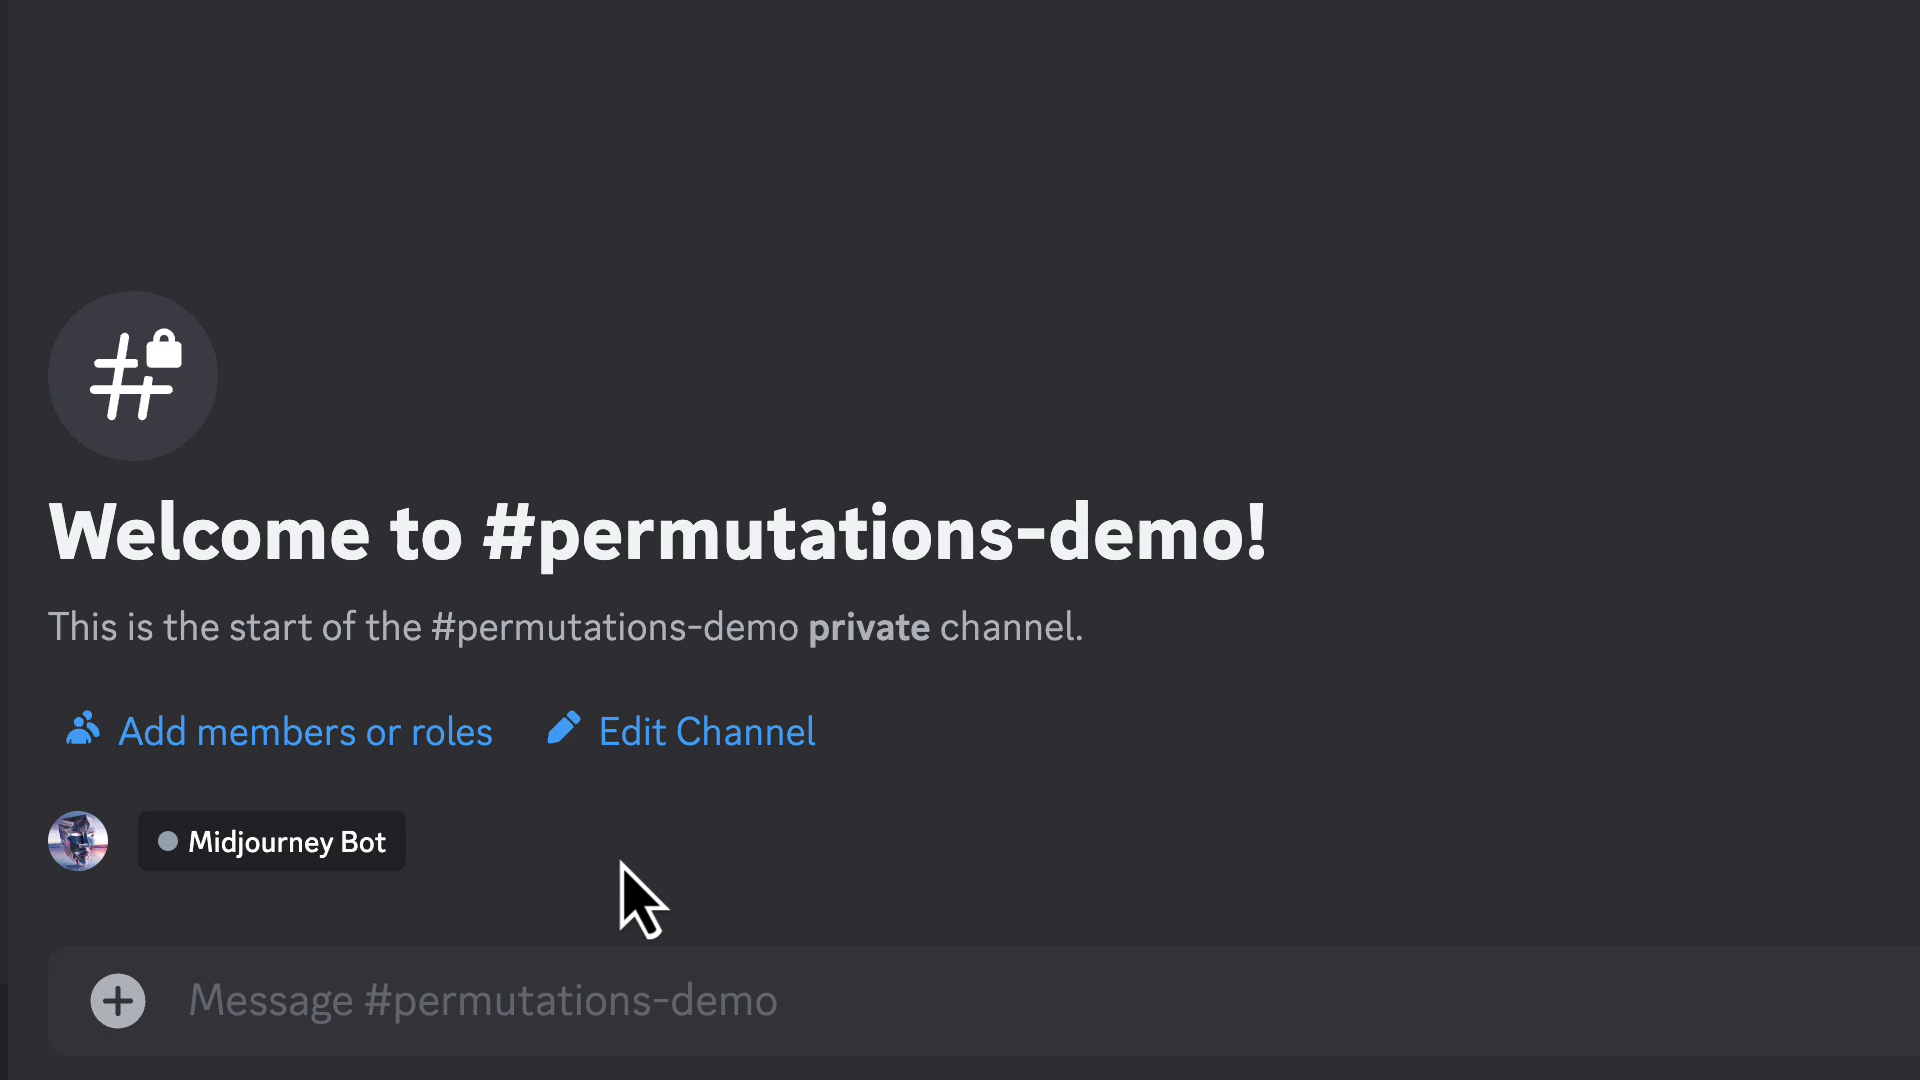 Welcome to #permutations-demo!
This is the start of the #permutations-demo private channel.
Add members or roles Edit Channel
Midjourney Bot
Message #permutations-demo